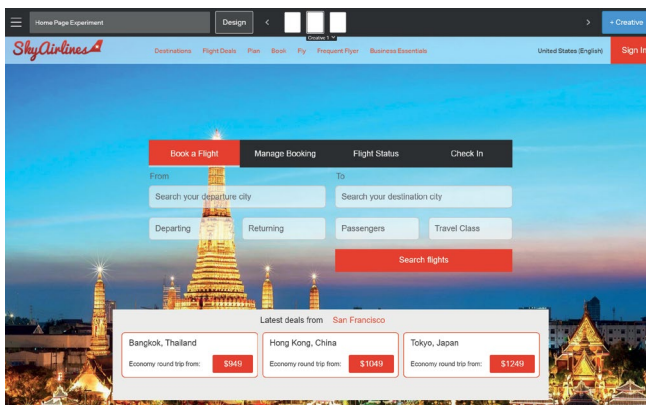 Home Page Experiment
Design
Creative 1
+ Creative
SkyAirlines
Destinations Flight Deals Plan Book Fly Frequent Flyer Business Essentials
United States (English)
Sign In
Book a Flight Manage Booking Flight Status Check In
From To
Search your departure city Search your destination city
Departing Returning Passengers Travel Class
Search flights
Latest deals from San Francisco
Bangkok, Thailand
Economy round trip from: $949
Hong Kong, China
Economy round trip from: $1049
Tokyo, Japan
Economy round trip from: $1249